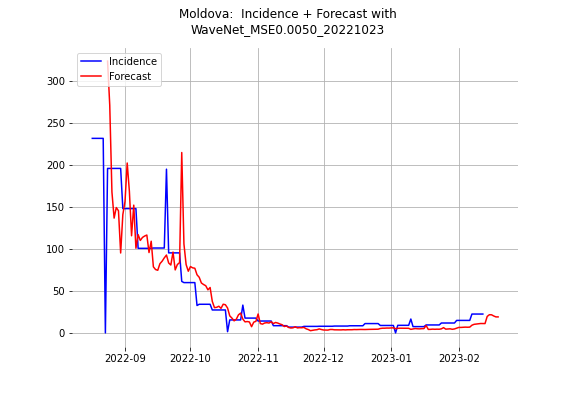 Moldova: Incidence + Forecast with
WaveNet_MSE0.0050_20221023
Incidence
Forecast
300
250
200
150
100
50
0
2022-09 2022-10 2022-11 2022-12 2023-01 2023-02